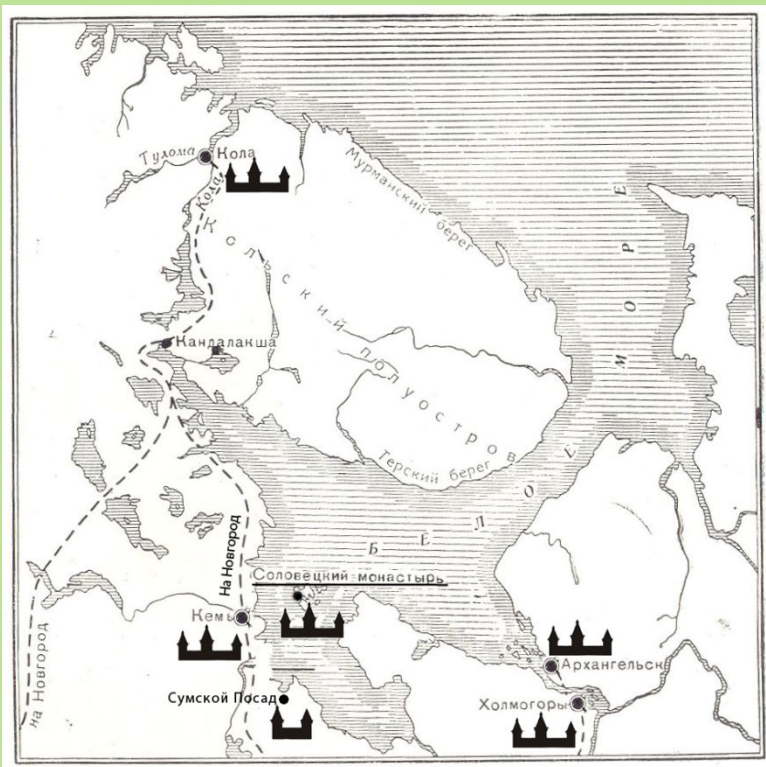 Тулома
Кола
Кола
Мурманский берег
Кольский полуостров
МОРЕ
Кандалакша
Терский берег
БЕЛОЕ
На Новгород
Соловецкий монастырь
Кемь
на Новгород
Архангельск
Сумской Посад
Холмогоры